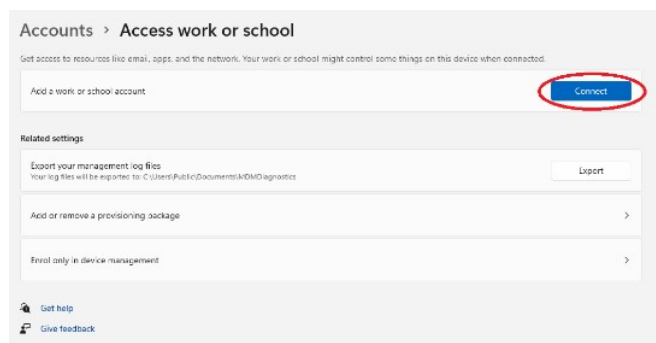 Accounts > Access work or school
Get access to resources like email, apps, and the network. Your work or school might control some things on this device when connected.
Add a work or school account
Connect
Related settings
Export your management log files
Your log files will be exported to: C:\Users\Public\Documents\MDMDiagnostics
Export
Add or remove a provisioning package
Enrol only in device management
Get help
Give feedback